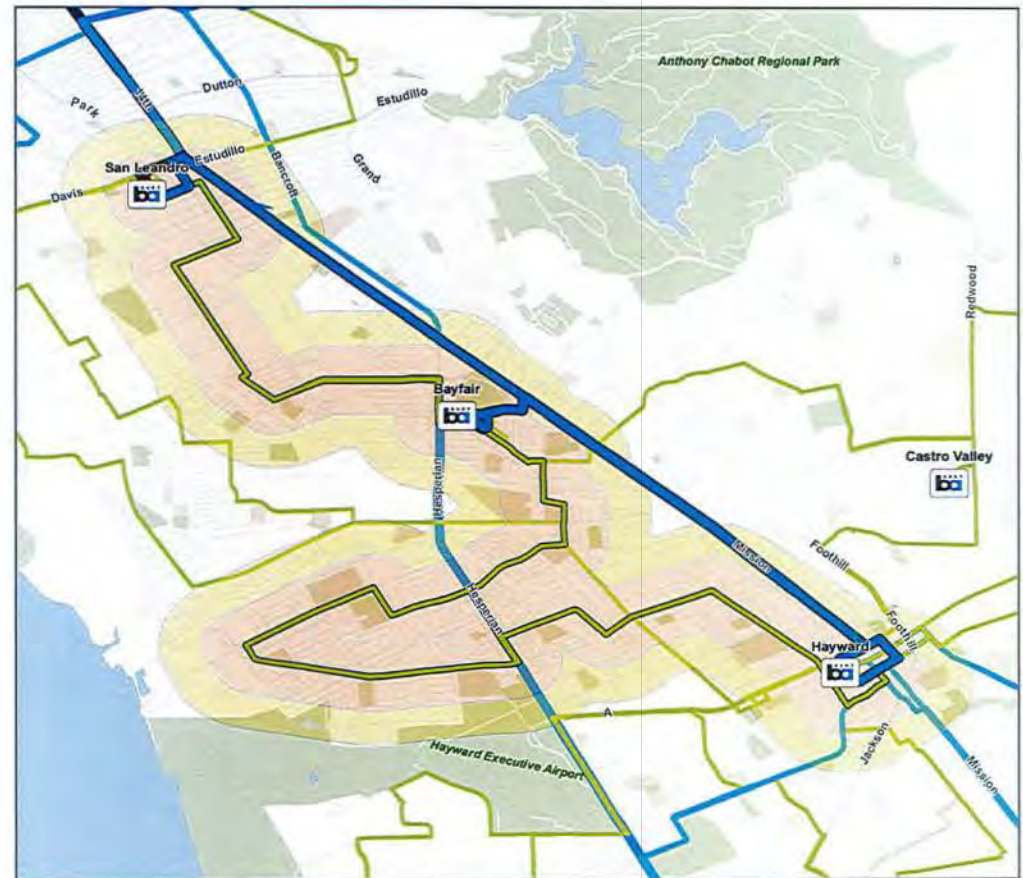 Anthony Chabot Regional Park
Dutton
Park
Estudillo
Estudillo
Grand
Bancroft
San Leandro
Davis
Redwood
Bayfair
Hesperian
Castro Valley
Mission
Foothill
Hesperian
Foothill
Hayward
A
Jackson
Hayward Executive Airport
Mission